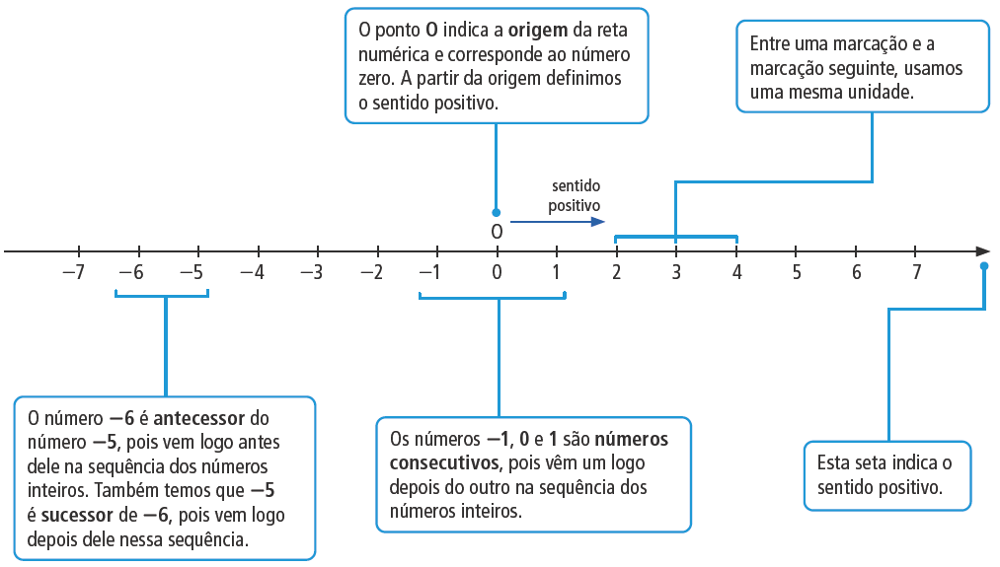 O ponto O indica a origem da reta
numérica e corresponde ao número
zero. A partir da origem definimos
o sentido positivo.
Entre uma marcação e a
marcação seguinte, usamos
uma mesma unidade.
sentido
positivo
O
−7 −6 −5 −4 −3 −2 −1 0 1 2 3 4 5 6 7
O número −6 é antecessor do
número −5, pois vem logo antes
dele na sequência dos números
inteiros. Também temos que −5
é sucessor de −6, pois vem logo
depois dele nessa sequência.
Os números −1, 0 e 1 são números
consecutivos, pois vêm um logo
depois do outro na sequência dos
números inteiros.
Esta seta indica o
sentido positivo.